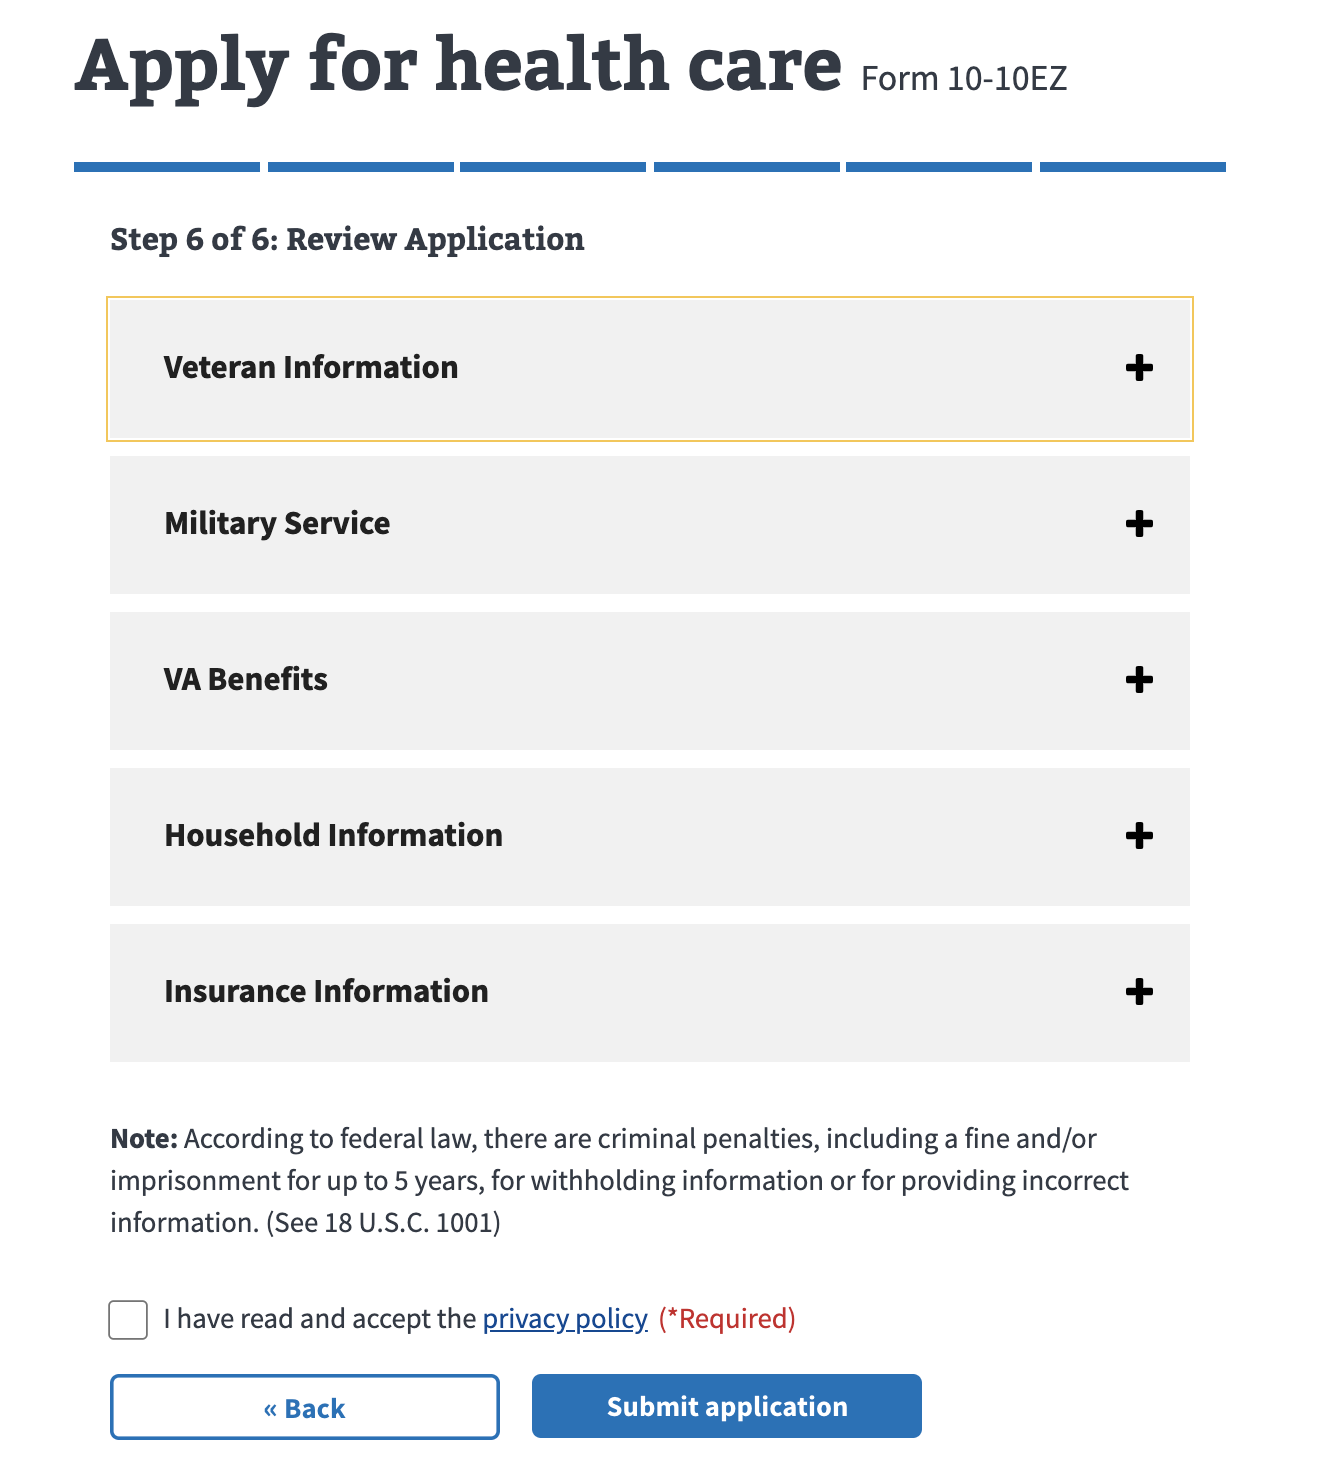 Apply for health care Form 10-10EZ
Step 6 of 6: Review Application
Veteran Information
Military Service
VA Benefits
Household Information
Insurance Information
Note: According to federal law, there are criminal penalties, including a fine and/or
imprisonment for up to 5 years, for withholding information or for providing incorrect
information. (See 18 U.S.C. 1001)
I have read and accept the privacy policy (*Required)
« Back
Submit application